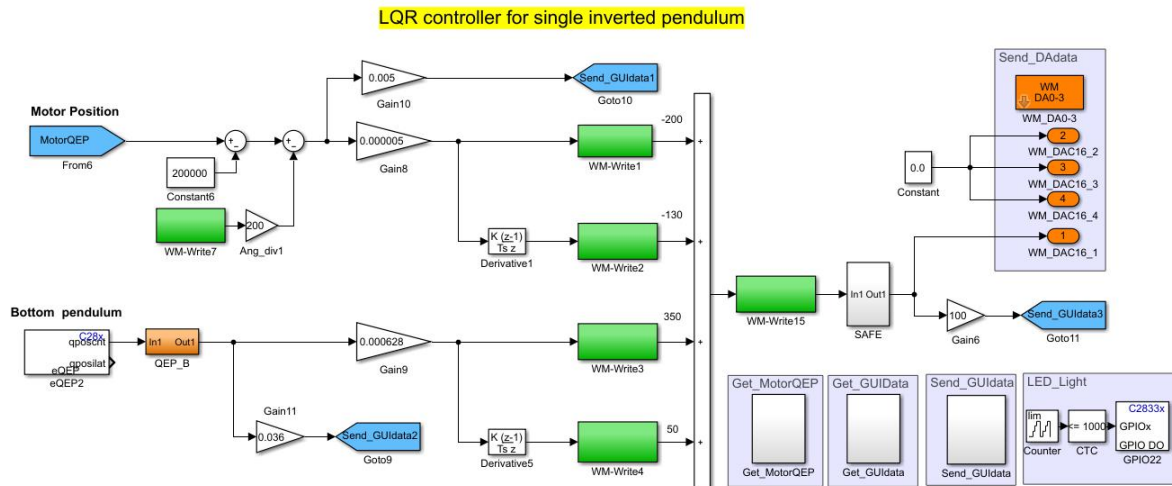 LQR controller for single inverted pendulum
Motor Position
MotorQEP
From6
200000
Constant6
WM-Write7
200
Ang_div1
+
-
+
-
0.005
Gain10
Send_GUIdata1
Goto10
0.000005
Gain8
-200
WM-Write1
+
K (z-1)
Ts z
Derivative1
-130
WM-Write2
+
Bottom pendulum
C28x
qposcnt
qposilat
eQEP
eQEP2
In1 Out1
QEP_B
0.000628
Gain9
350
WM-Write3
+
Gain11
0.036
Send_GUIdata2
Goto9
K (z-1)
Ts z
Derivative5
50
WM-Write4
+
WM-Write15
In1 Out1
SAFE
100
Gain6
Send_GUIdata3
Goto11
Send_DAdata
WM
DA0-3
WM_DA0-3
0.0
Constant
2
WM_DAC16_2
3
WM_DAC16_3
4
WM_DAC16_4
1
WM_DAC16_1
Get_MotorQEP
Get_MotorQEP
Get_GUIData
Get_GUIdata
Send_GUIdata
Send_GUIdata
LED_Light
lim
Counter
<= 1000
CTC
C2833x
GPIOx
GPIO DO
GPIO22